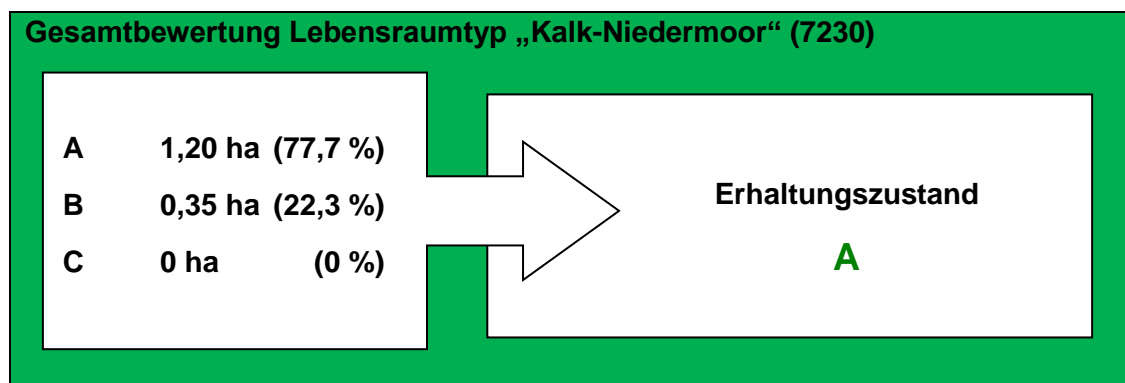 Gesamtbewertung Lebensraumtyp „Kalk-Niedermoor“ (7230)
A 1,20 ha (77,7 %)
B 0,35 ha (22,3 %)
C 0 ha (0 %)
Erhaltungszustand
A